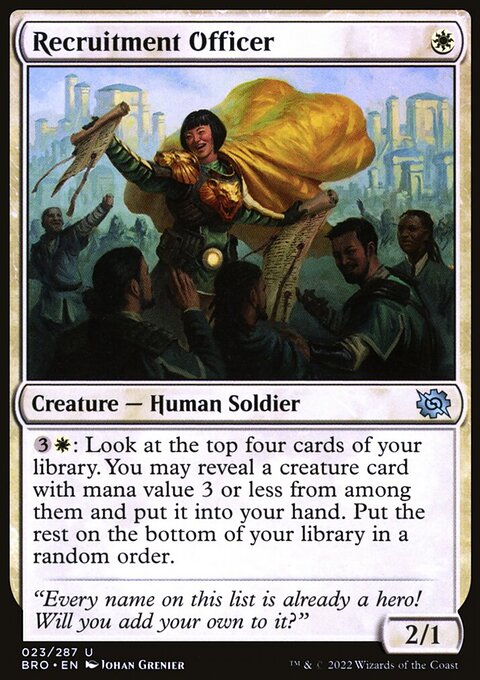 Recruitment Officer
Creature — Human Soldier
3: Look at the top four cards of your
library. You may reveal a creature card
with mana value 3 or less from among
them and put it into your hand. Put the
rest on the bottom of your library in a
random order.
“Every name on this list is already a hero!
Will you add your own to it?”
2/1
023/287 U
BRO • EN Johan Grenier
™ & © 2022 Wizards of the Coast